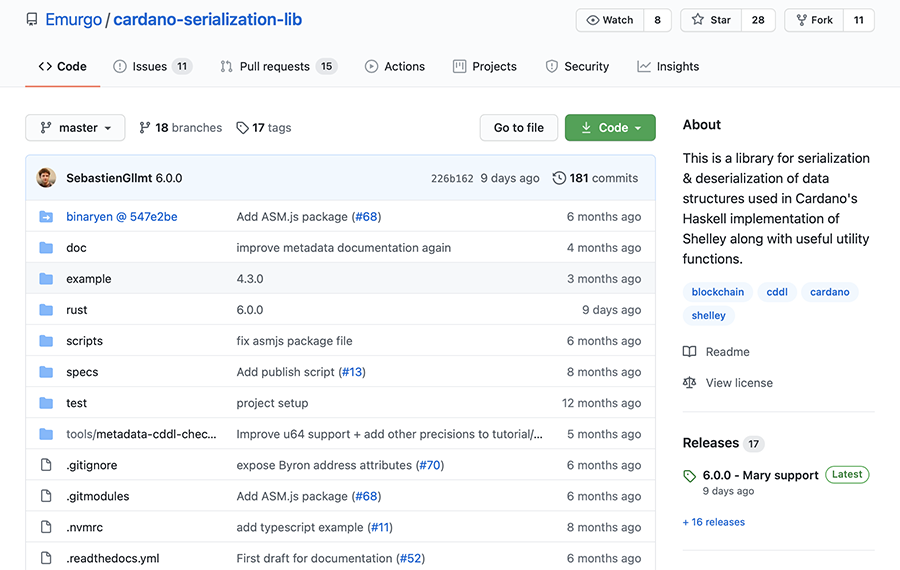 Emurgo / cardano-serialization-lib
Watch 8 Star 28 Fork 11
Code Issues 11 Pull requests 15 Actions Projects Security Insights
master 18 branches 17 tags Go to file Code
SebastienGllmt 6.0.0 226b162 9 days ago 181 commits
binaryen @ 547e2be Add ASM.js package (#68) 6 months ago
doc improve metadata documentation again 4 months ago
example 4.3.0 3 months ago
rust 6.0.0 9 days ago
scripts fix asmjs package file 6 months ago
specs Add publish script (#13) 8 months ago
test project setup 12 months ago
tools/metadata-cddl-chec... Improve u64 support + add other precisions to tutorial/... 5 months ago
.gitignore expose Byron address attributes (#70) 6 months ago
.gitmodules Add ASM.js package (#68) 6 months ago
.nvmrc add typescript example (#11) 8 months ago
.readthedocs.yml First draft for documentation (#52) 6 months ago
About
This is a library for serialization
& deserialization of data
structures used in Cardano's
Haskell implementation of
Shelley along with useful utility
functions.
blockchain cddl cardano
shelley
Readme
View license
Releases 17
6.0.0 - Mary support Latest
9 days ago
+ 16 releases